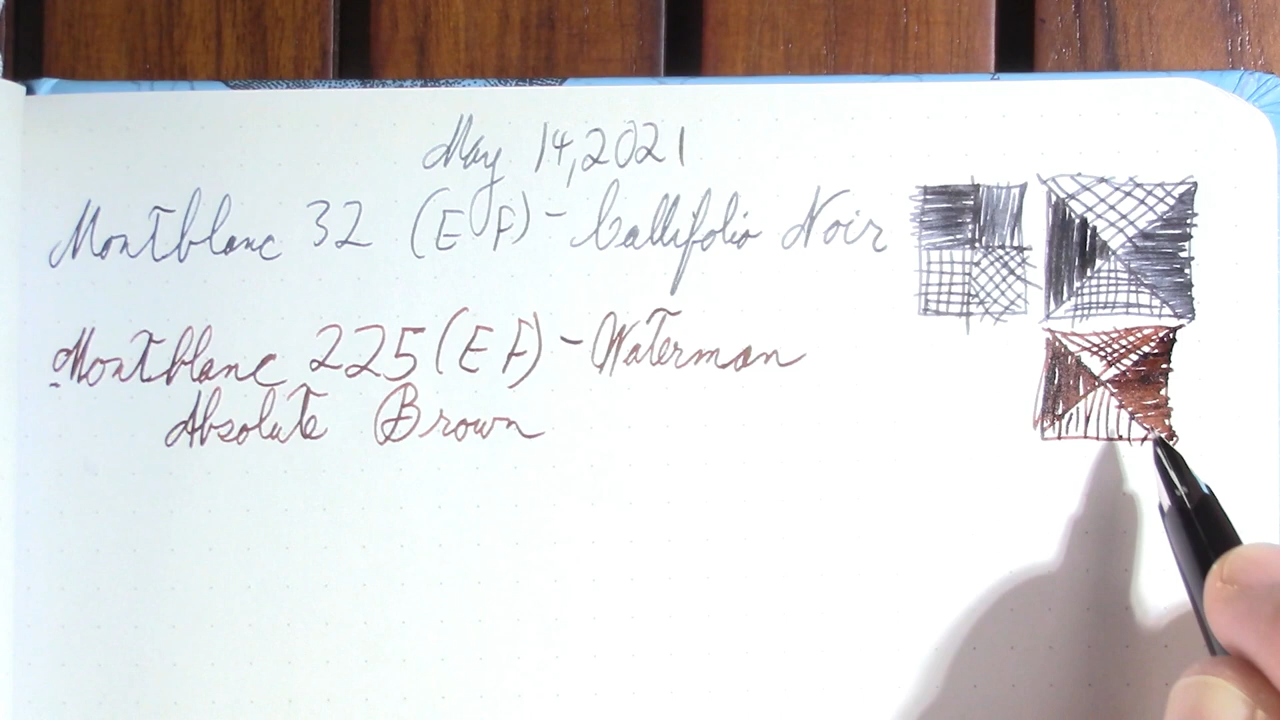 May 14, 2021
Montblanc 32 (EF) - Callifolio Noir
Montblanc 225 (EF) - Waterman
Absolute Brown